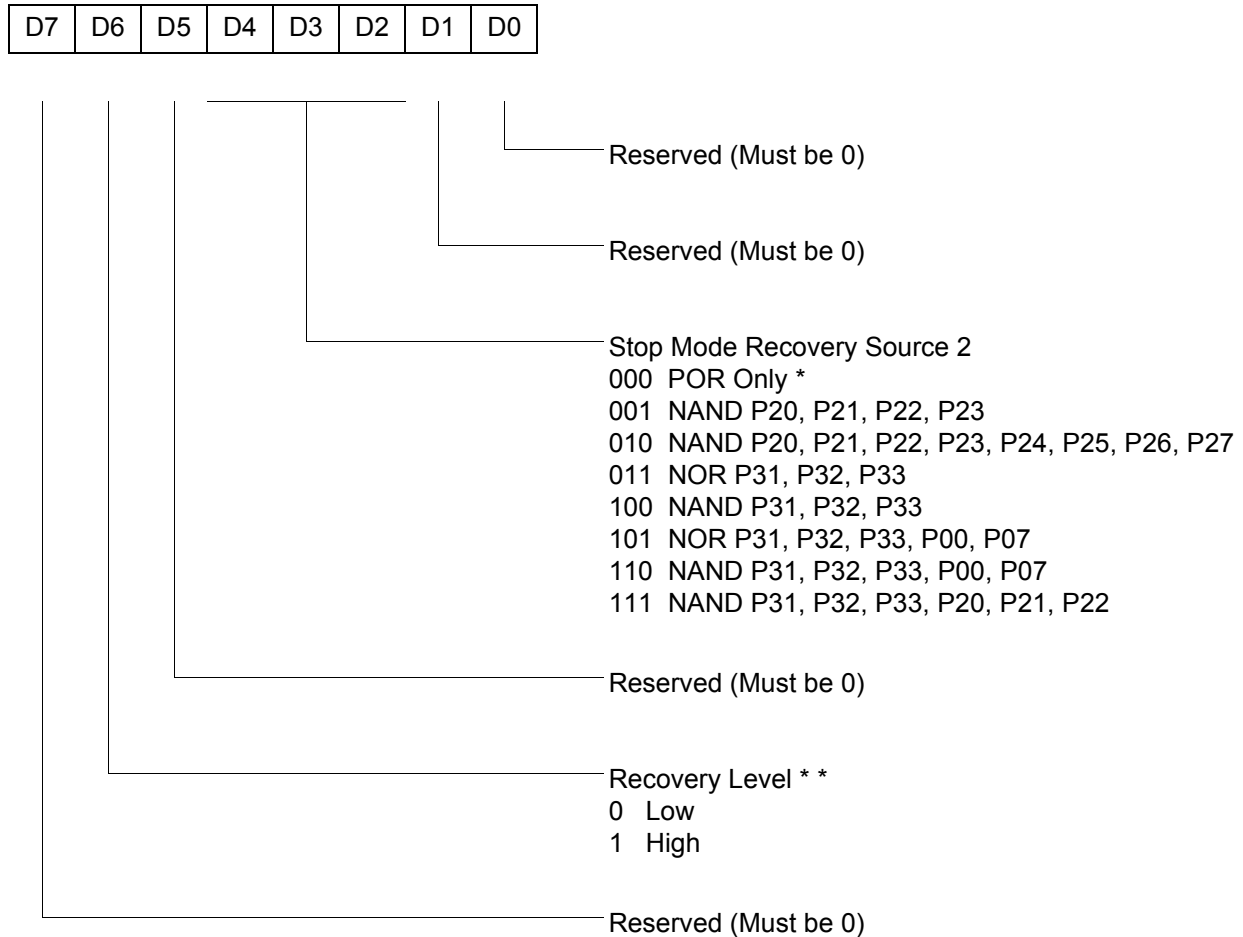 D7 D6 D5 D4 D3 D2 D1 D0
Reserved (Must be 0)
Reserved (Must be 0)
Stop Mode Recovery Source 2
000 POR Only *
001 NAND P20, P21, P22, P23
010 NAND P20, P21, P22, P23, P24, P25, P26, P27
011 NOR P31, P32, P33
100 NAND P31, P32, P33
101 NOR P31, P32, P33, P00, P07
110 NAND P31, P32, P33, P00, P07
111 NAND P31, P32, P33, P20, P21, P22
Reserved (Must be 0)
Recovery Level * *
0 Low
1 High
Reserved (Must be 0)